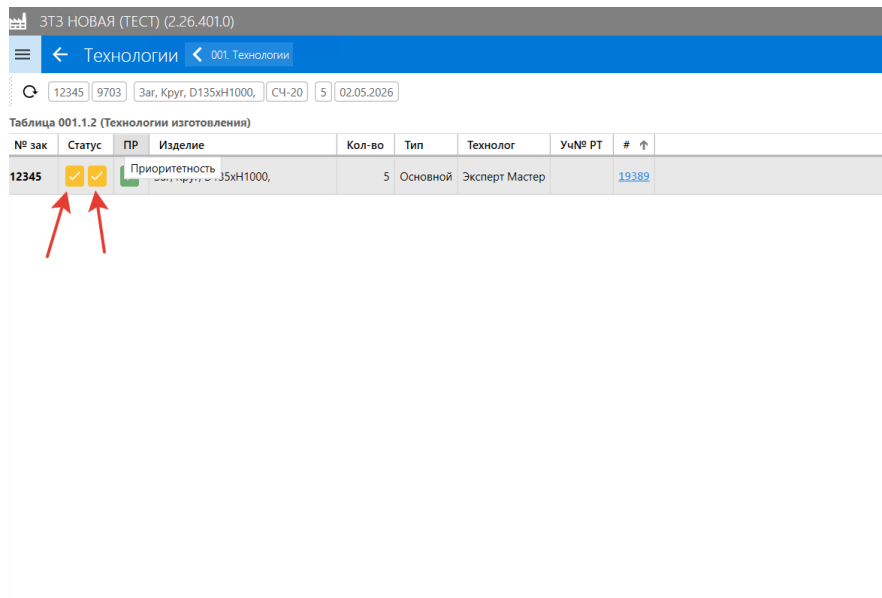 ЗТЗ НОВАЯ (ТЕСТ) (2.26.401.0)
Технологии 001. Технологии
12345 9703 Заг, Круг, D135xH1000, СЧ-20 5 02.05.2026
Таблица 001.1.2 (Технологии изготовления)
№ зак Статус ПР Изделие Кол-во Тип Технолог Уч№ РТ #
Приоритетность
12345 35xH1000, 5 Основной Эксперт Мастер 19389